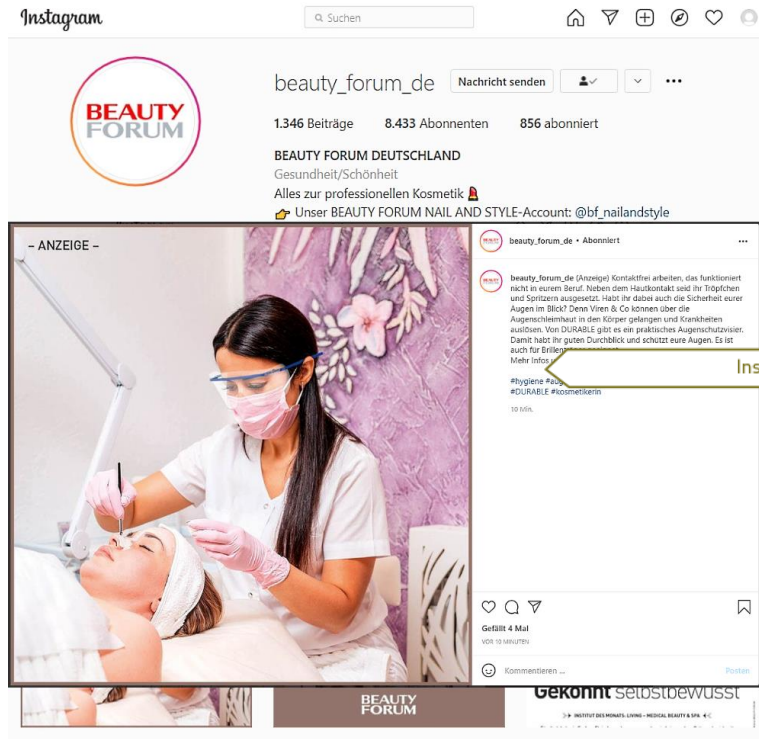 Instagram
Suchen
BEAUTY
FORUM
beauty_forum_de
Nachricht senden
1.346 Beiträge 8.433 Abonnenten 856 abonniert
BEAUTY FORUM DEUTSCHLAND
Gesundheit/Schönheit
Alles zur professionellen Kosmetik
👉 Unser BEAUTY FORUM NAIL AND STYLE-Account: @bf_nailandstyle
– ANZEIGE –
beauty_forum_de • Abonniert
beauty_forum_de (Anzeige) Kontaktfrei arbeiten, das funktioniert
nicht in eurem Beruf. Neben dem Hautkontakt seid ihr Tröpfchen
und Spritzern ausgesetzt. Habt ihr dabei auch die Sicherheit eurer
Augen im Blick? Denn Viren & Co können über die
Augenschleimhaut in den Körper gelangen und Krankheiten
auslösen. Von DURABLE gibt es ein praktisches Augenschutzvisier.
Damit habt ihr guten Durchblick und schützt eure Augen. Es ist
auch für
Mehr Infos
Ins
#hygiene
#DURABLE #kosmetikerin
10 Min.
Gefällt 4 Mal
VOR 10 MINUTEN
Kommentieren ...
Posten
BEAUTY
FORUM
Gekonnt selbstbewusst
INSTITUT DES MONATS: LIVING – MEDICAL BEAUTY & SPA